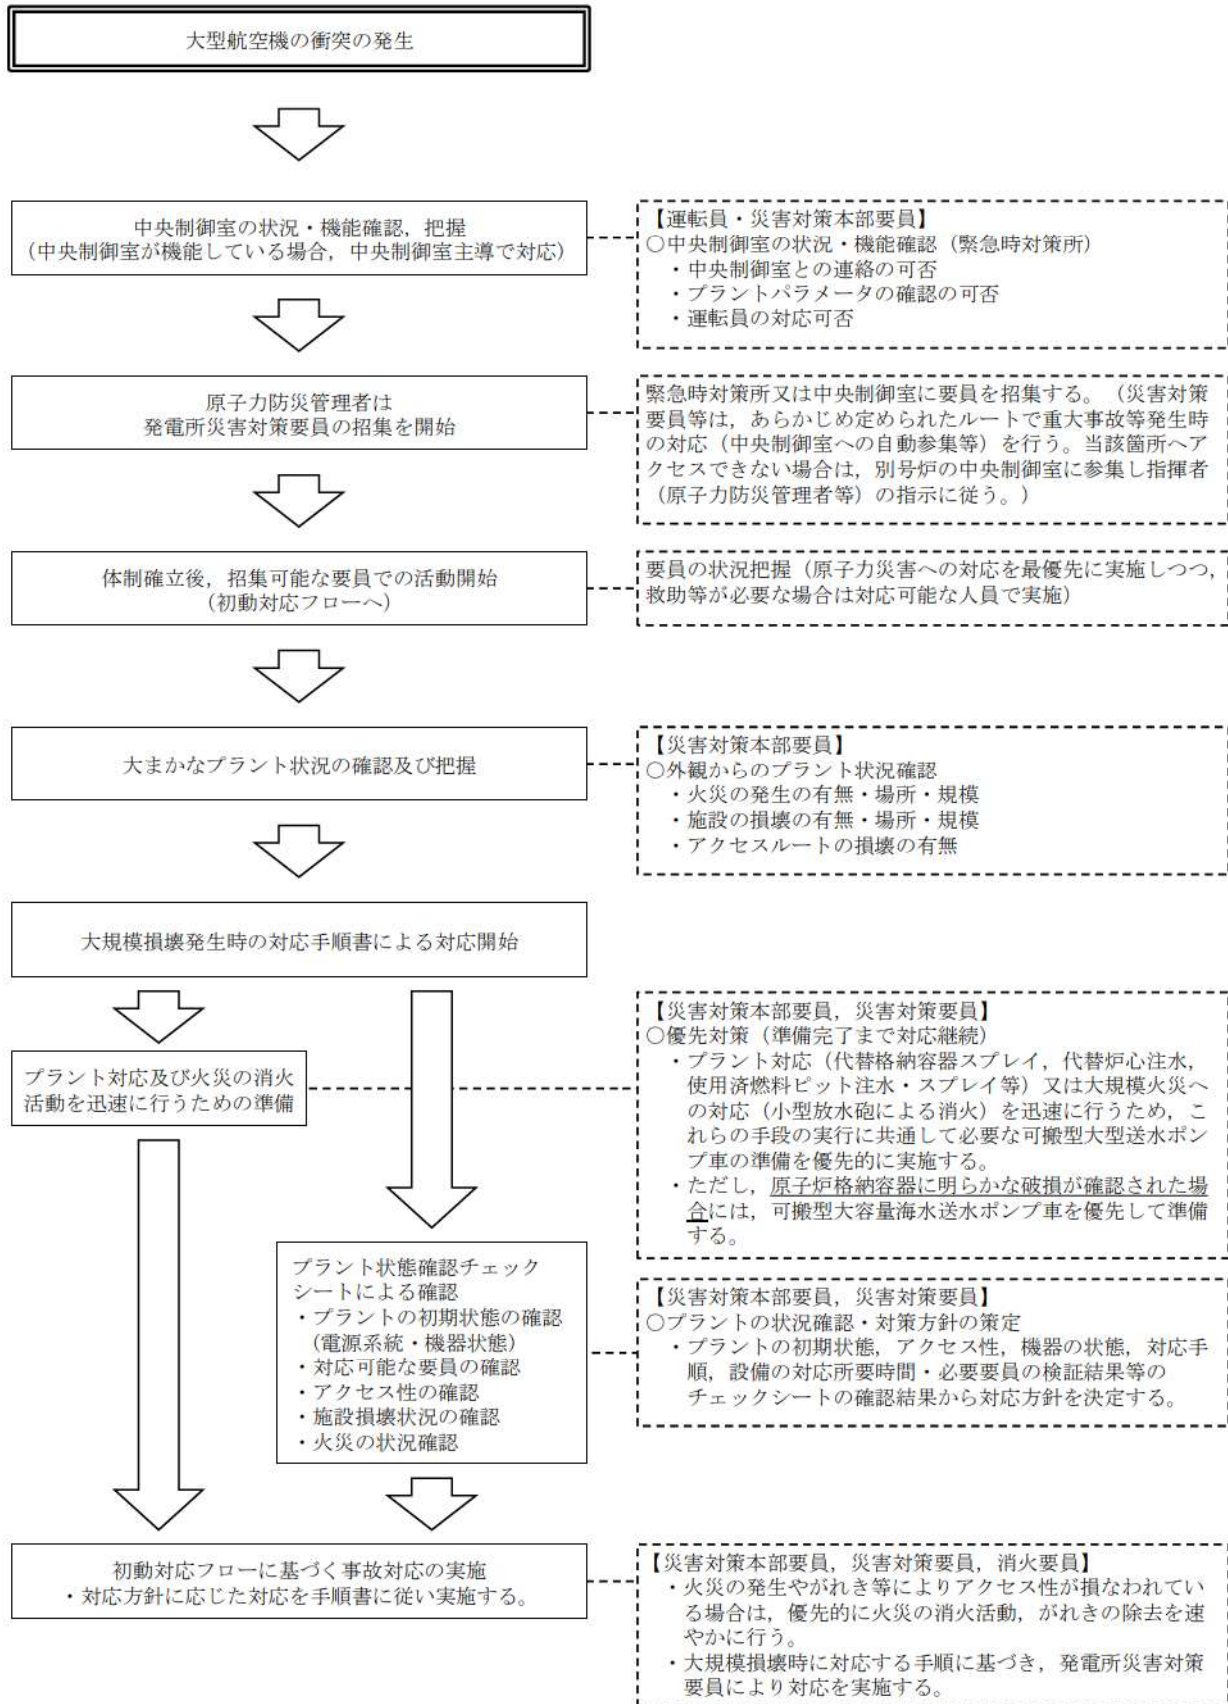 大型航空機の衝突の発生
中央制御室の状況・機能確認，把握
（中央制御室が機能している場合，中央制御室主導で対応）
【運転員・災害対策本部要員】
○中央制御室の状況・機能確認（緊急時対策所）
・中央制御室との連絡の可否
・プラントパラメータの確認の可否
・運転員の対応可否
原子力防災管理者は
発電所災害対策要員の招集を開始
緊急時対策所又は中央制御室に要員を招集する。（災害対策
要員等は，あらかじめ定められたルートで重大事故等発生時
の対応（中央制御室への自動参集等）を行う。当該箇所へア
クセスできない場合は，別号炉の中央制御室に参集し指揮者
（原子力防災管理者等）の指示に従う。）
体制確立後，招集可能な要員での活動開始
（初動対応フローへ）
要員の状況把握（原子力災害への対応を最優先に実施しつつ，
救助等が必要な場合は対応可能な人員で実施）
大まかなプラント状況の確認及び把握
【災害対策本部要員】
○外観からのプラント状況確認
・火災の発生の有無・場所・規模
・施設の損壊の有無・場所・規模
・アクセスルートの損壊の有無
大規模損壊発生時の対応手順書による対応開始
プラント対応及び火災の消火
活動を迅速に行うための準備
【災害対策本部要員，災害対策要員】
○優先対策（準備完了まで対応継続）
・プラント対応（代替格納容器スプレイ，代替炉心注水，
使用済燃料ピット注水・スプレイ等）又は大規模火災へ
の対応（小型放水砲による消火）を迅速に行うため，こ
れらの手段の実行に共通して必要な可搬型大型送水ポン
プ車の準備を優先的に実施する。
・ただし，原子炉格納容器に明らかな破損が確認された場
合には，可搬型大容量海水送水ポンプ車を優先して準備
する。
プラント状態確認チェック
シートによる確認
・プラントの初期状態の確認
（電源系統・機器状態）
・対応可能な要員の確認
・アクセス性の確認
・施設損壊状況の確認
・火災の状況確認
【災害対策本部要員，災害対策要員】
○プラントの状況確認・対策方針の策定
・プラントの初期状態，アクセス性，機器の状態，対応手
順，設備の対応所要時間・必要要員の検証結果等の
チェックシートの確認結果から対応方針を決定する。
初動対応フローに基づく事故対応の実施
・対応方針に応じた対応を手順書に従い実施する。
【災害対策本部要員，災害対策要員，消火要員】
・火災の発生やがれき等によりアクセス性が損なわれてい
る場合は，優先的に火災の消火活動，がれきの除去を速
やかに行う。
・大規模損壊時に対応する手順に基づき，発電所災害対策
要員により対応を実施する。